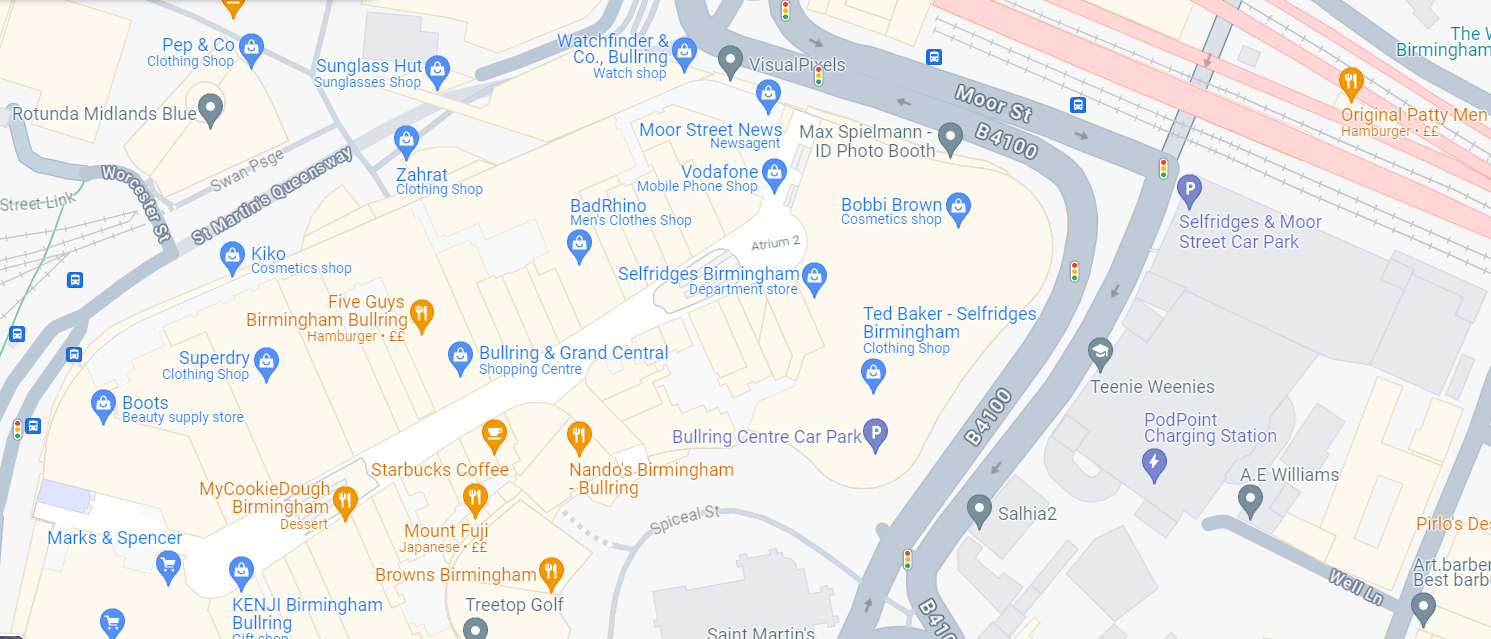 Pep & Co
Clothing Shop
Sunglass Hut
Sunglasses Shop
Watchfinder &
Co., Bullring
Watch shop
VisualPixels
Moor St
B4100
Birmingham
Original Patty Men
Hamburger • ££
Rotunda Midlands Blue
Swan Psge
Worcester St
St Martin's Queensway
Street Link
Zahrat
Clothing Shop
Moor Street News
Newsagent
Max Spielmann -
ID Photo Booth
Vodafone
Mobile Phone Shop
BadRhino
Men's Clothes Shop
Bobbi Brown
Cosmetics shop
Selfridges & Moor
Street Car Park
P
Atrium 2
Kiko
Cosmetics shop
Selfridges Birmingham
Department store
Five Guys
Birmingham Bullring
Hamburger • ££
Ted Baker - Selfridges
Birmingham
Clothing Shop
Superdry
Clothing Shop
Bullring & Grand Central
Shopping Centre
Teenie Weenies
Boots
Beauty supply store
B4100
Bullring Centre Car Park
P
PodPoint
Charging Station
Starbucks Coffee
Nando's Birmingham
- Bullring
A.E Williams
MyCookieDough
Birmingham
Dessert
Mount Fuji
Japanese • ££
Spiceal St
Salhia2
Marks & Spencer
Browns Birmingham
Well Ln
Art.barber
KENJI Birmingham
Bullring
Gift shop
Treetop Golf
Saint Martin's